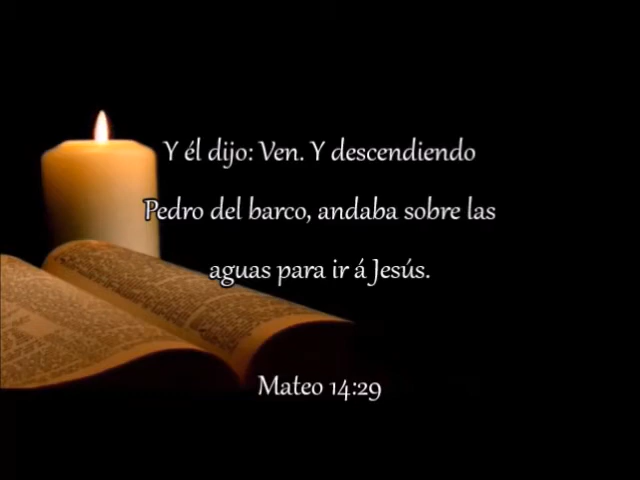 Y él dijo: Ven. Y descendiendo
Pedro del barco, andaba sobre las
aguas para ir á Jesús.
Mateo 14:29